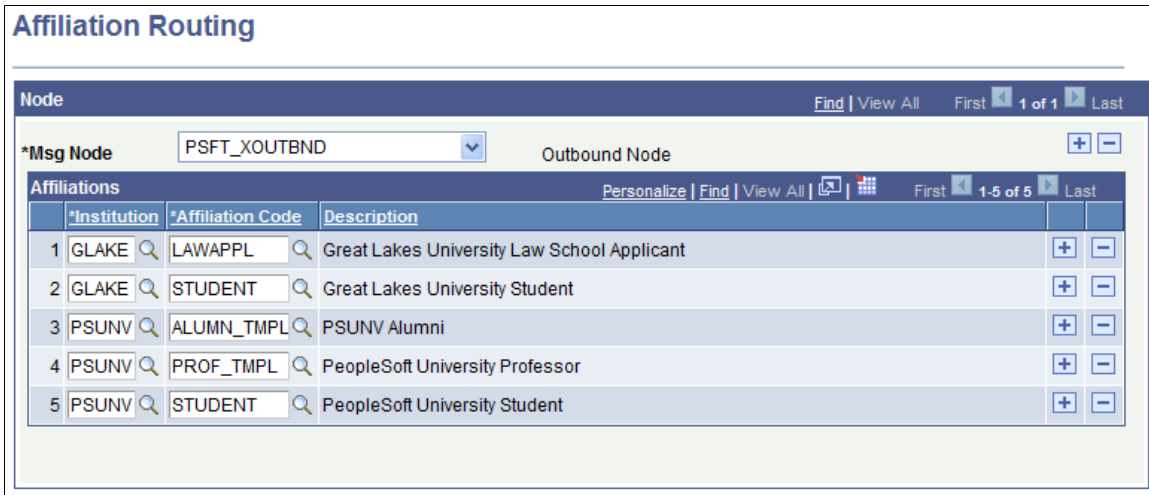 Affiliation Routing
Node Find | View All First 1 of 1 Last
*Msg Node PSFT_XOUTBND Outbound Node
Affiliations Personalize | Find | View All | | First 1-5 of 5 Last
*Institution *Affiliation Code Description
1 GLAKE LAWAPPL Great Lakes University Law School Applicant
2 GLAKE STUDENT Great Lakes University Student
3 PSUNV ALUMN_TMPL PSUNV Alumni
4 PSUNV PROF_TMPL PeopleSoft University Professor
5 PSUNV STUDENT PeopleSoft University Student